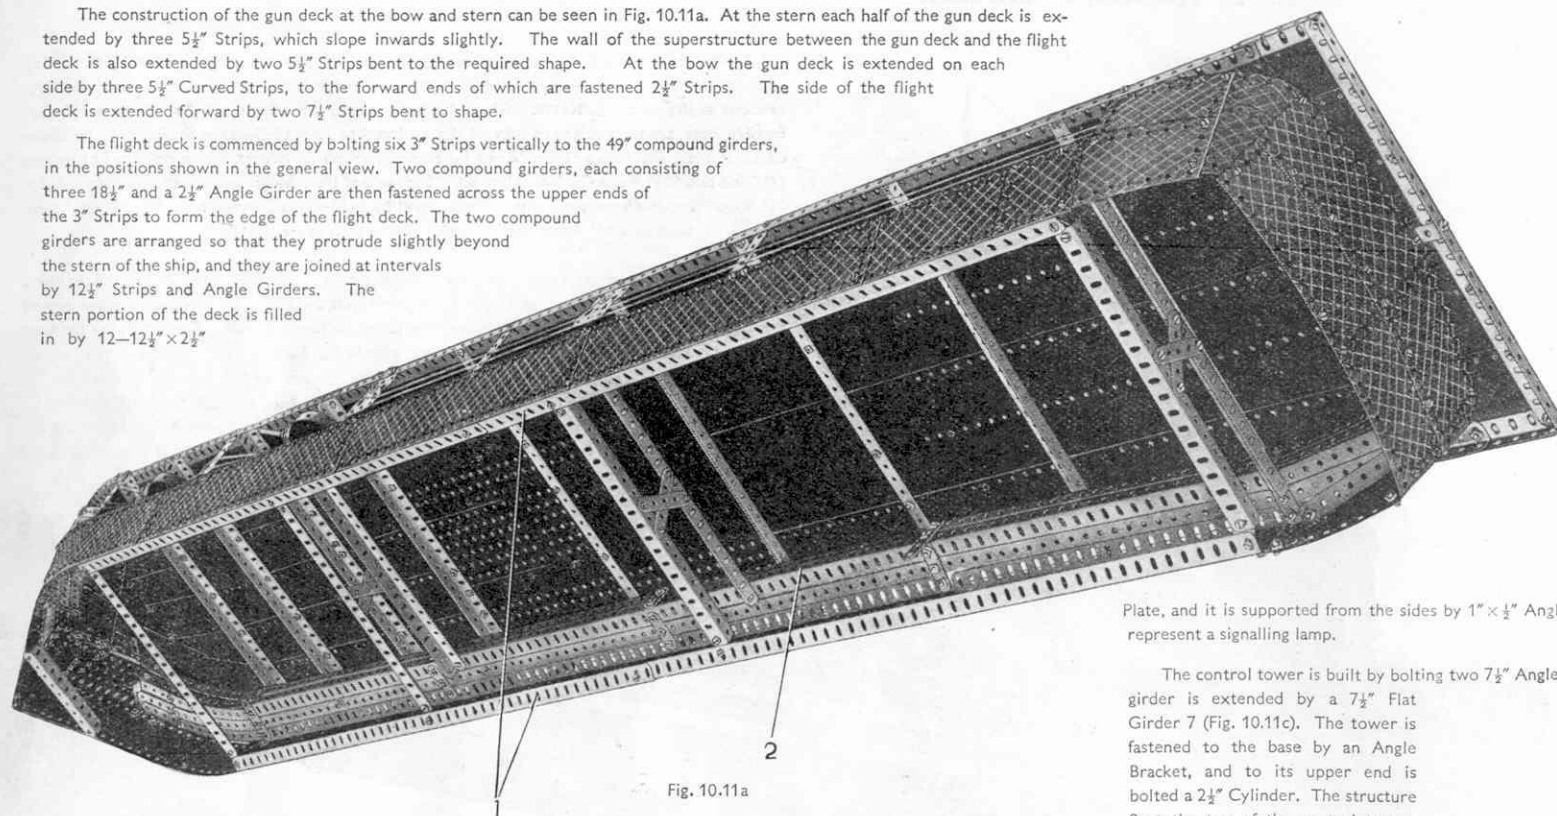 The construction of the gun deck at the bow and stern can be seen in Fig. 10.11a. At the stern each half of the gun deck is ex-
tended by three 5½″ Strips, which slope inwards slightly. The wall of the superstructure between the gun deck and the flight
deck is also extended by two 5½″ Strips bent to the required shape. At the bow the gun deck is extended on each
side by three 5½″ Curved Strips, to the forward ends of which are fastened 2½″ Strips. The side of the flight
deck is extended forward by two 7½″ Strips bent to shape.
The flight deck is commenced by bolting six 3″ Strips vertically to the 49″ compound girders,
in the positions shown in the general view. Two compound girders, each consisting of
three 18½″ and a 2½″ Angle Girder are then fastened across the upper ends of
the 3″ Strips to form the edge of the flight deck. The two compound
girders are arranged so that they protrude slightly beyond
the stern of the ship, and they are joined at intervals
by 12½″ Strips and Angle Girders. The
stern portion of the deck is filled
in by 12—12½″×2½″
2
1
Fig. 10.11a
Plate, and it is supported from the sides by 1″ × ½″ Angl
represent a signalling lamp.
The control tower is built by bolting two 7½″ Angle
girder is extended by a 7½″ Flat
Girder 7 (Fig. 10.11c). The tower is
fastened to the base by an Angle
Bracket, and to its upper end is
bolted a 2½″ Cylinder. The structure